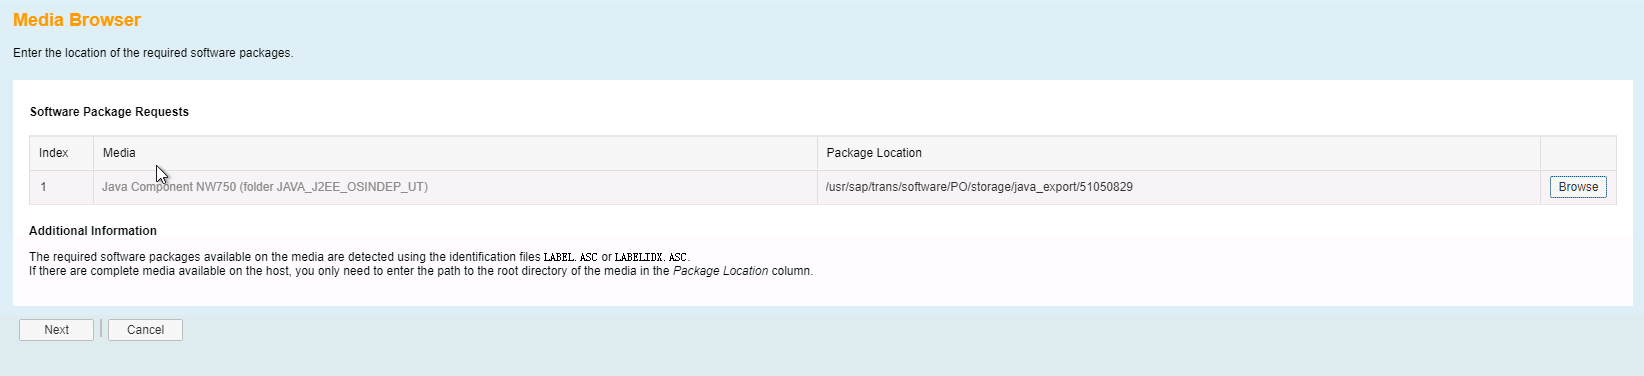 Media Browser
Enter the location of the required software packages.
Software Package Requests
Index Media Package Location
1 Java Component NW750 (folder JAVA_J2EE_OSINDEP_UT) /usr/sap/trans/software/PO/storage/java_export/51050829 Browse
Additional Information
The required software packages available on the media are detected using the identification files LABEL.ASC or LABELIDX.ASC.
If there are complete media available on the host, you only need to enter the path to the root directory of the media in the Package Location column.
Next Cancel